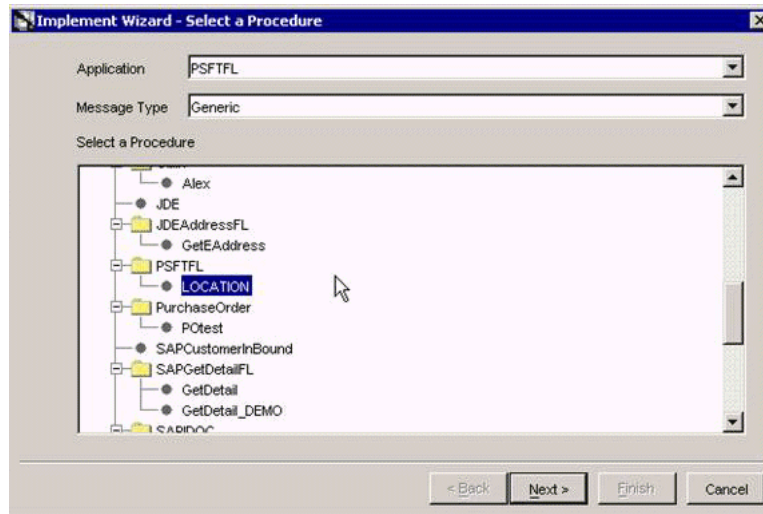 Implement Wizard - Select a Procedure
Application PSFTFL
Message Type Generic
Select a Procedure
Alex
JDE
JDEAddressFL
GetEAddress
PSFTFL
LOCATION
PurchaseOrder
POtest
SAPCustomerInBound
SAPGetDetailFL
GetDetail
GetDetail_DEMO
SAPIDOC
< Back Next > Finish Cancel